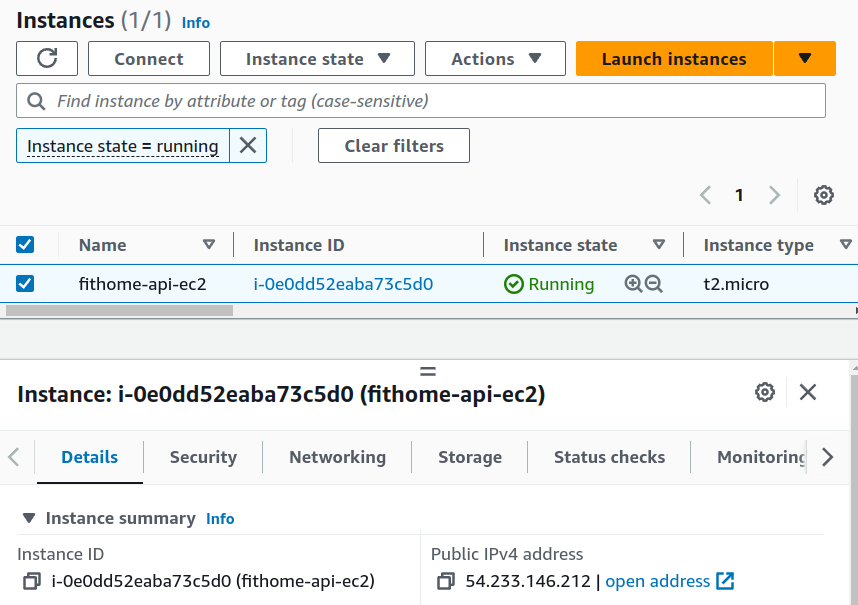 Instances (1/1) Info
Connect Instance state Actions Launch instances
Find instance by attribute or tag (case-sensitive)
Instance state = running Clear filters
1
Name Instance ID Instance state Instance type
fithome-api-ec2 i-0e0dd52eaba73c5d0 Running t2.micro
Instance: i-0e0dd52eaba73c5d0 (fithome-api-ec2)
Details Security Networking Storage Status checks Monitoring
Instance summary Info
Instance ID Public IPv4 address
i-0e0dd52eaba73c5d0 (fithome-api-ec2) 54.233.146.212 | open address